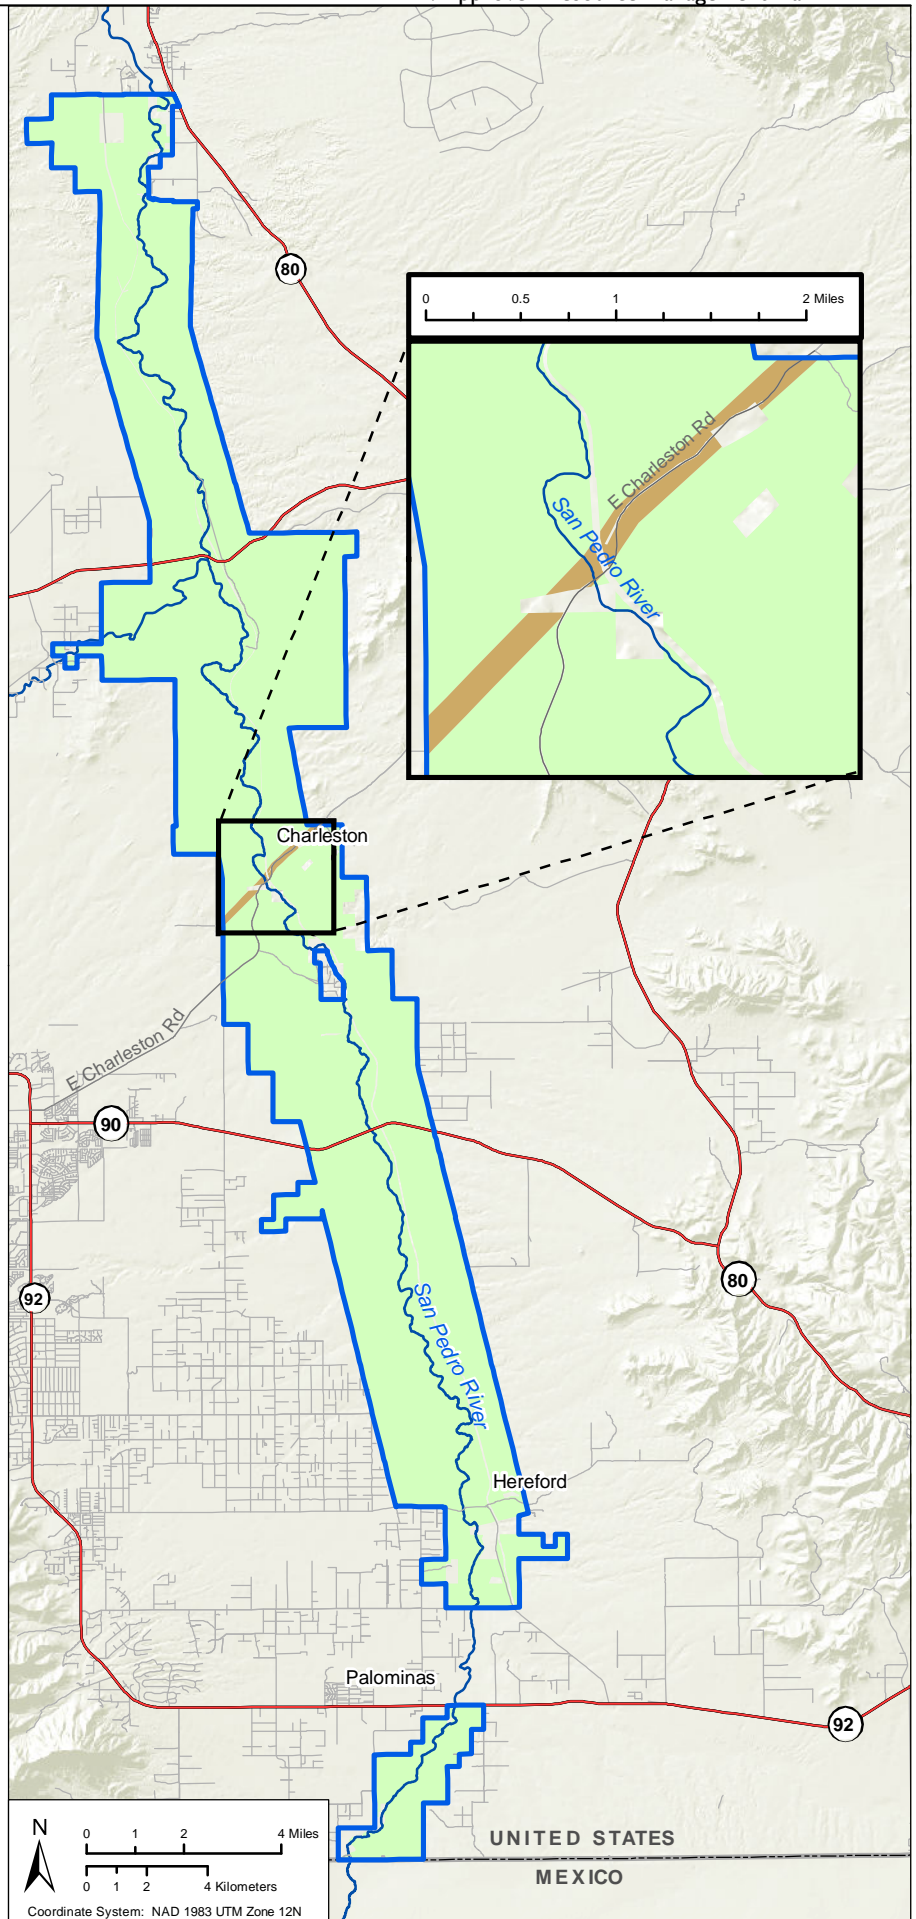 80
0 0.5 1 2 Miles
E Charleston Rd
San Pedro River
Charleston
E Charleston Rd
90
80
92
San Pedro River
Hereford
Palominas
92
N
0 1 2 4 Miles
0 1 2 4 Kilometers
Coordinate System: NAD 1983 UTM Zone 12N
UNITED STATES
MEXICO